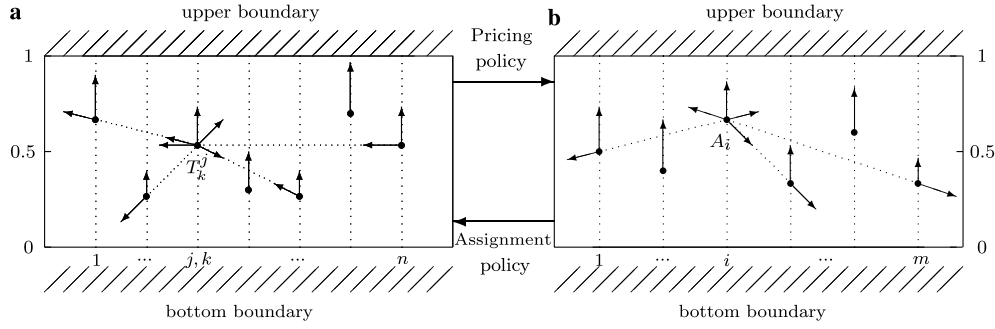 a
upper boundary
1
0.5
0
T_k^j
1 ... j, k ... n
bottom boundary
Pricing
policy
Assignment
policy
b
upper boundary
1
0.5
0
A_i
1 ... i ... m
bottom boundary